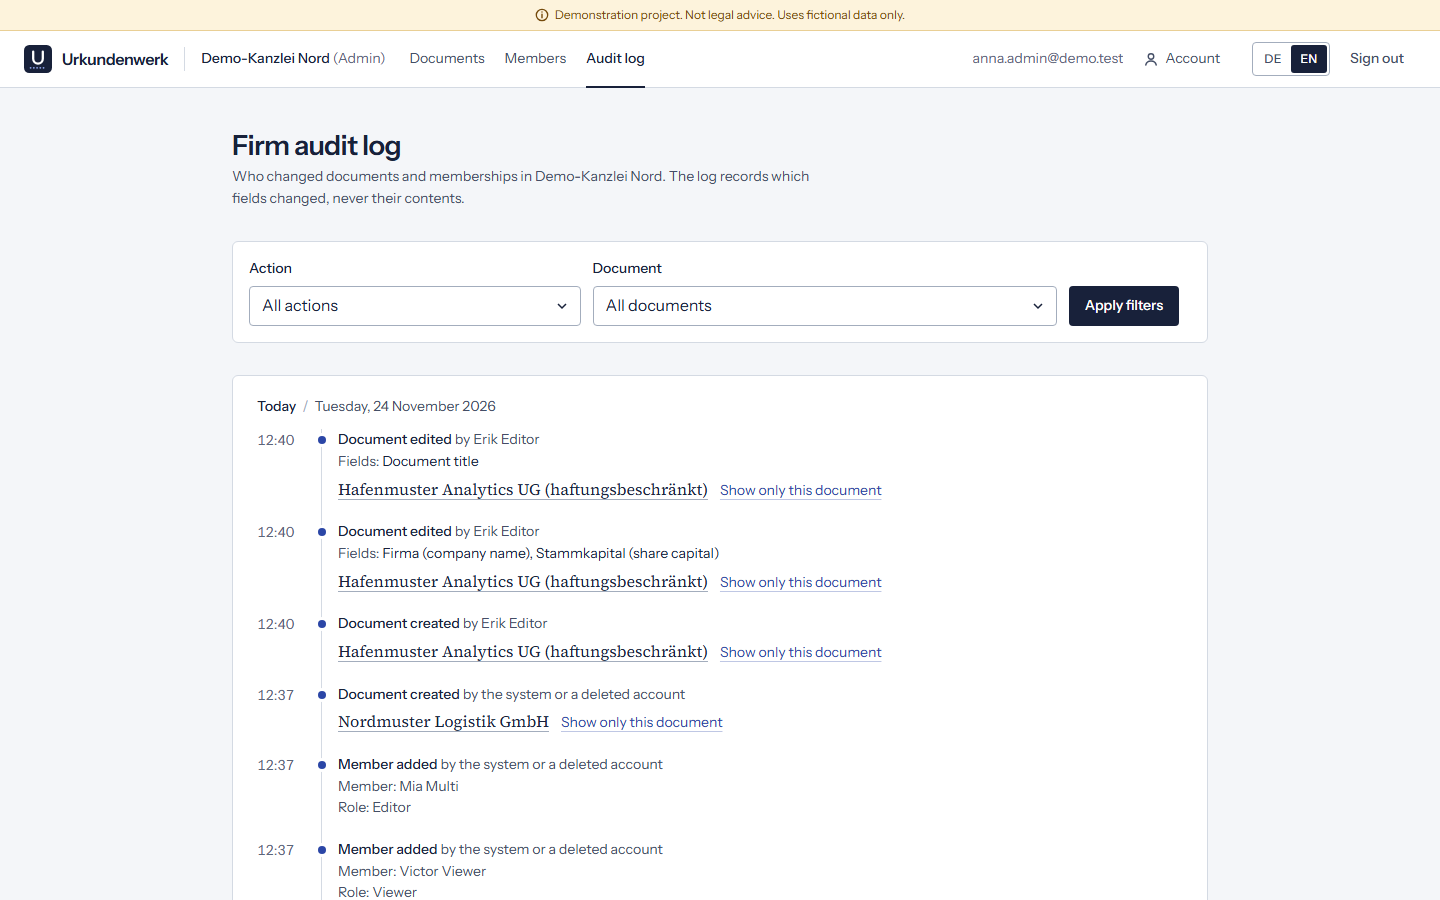 Demonstration project. Not legal advice. Uses fictional data only.
U Urkundenwerk Demo-Kanzlei Nord (Admin) Documents Members Audit log anna.admin@demo.test Account DE EN Sign out
Firm audit log
Who changed documents and memberships in Demo-Kanzlei Nord. The log records which
fields changed, never their contents.
Action Document
All actions All documents Apply filters
Today / Tuesday, 24 November 2026
12:40 Document edited by Erik Editor
Fields: Document title
Hafenmuster Analytics UG (haftungsbeschränkt) Show only this document
12:40 Document edited by Erik Editor
Fields: Firma (company name), Stammkapital (share capital)
Hafenmuster Analytics UG (haftungsbeschränkt) Show only this document
12:40 Document created by Erik Editor
Hafenmuster Analytics UG (haftungsbeschränkt) Show only this document
12:37 Document created by the system or a deleted account
Nordmuster Logistik GmbH Show only this document
12:37 Member added by the system or a deleted account
Member: Mia Multi
Role: Editor
12:37 Member added by the system or a deleted account
Member: Victor Viewer
Role: Viewer